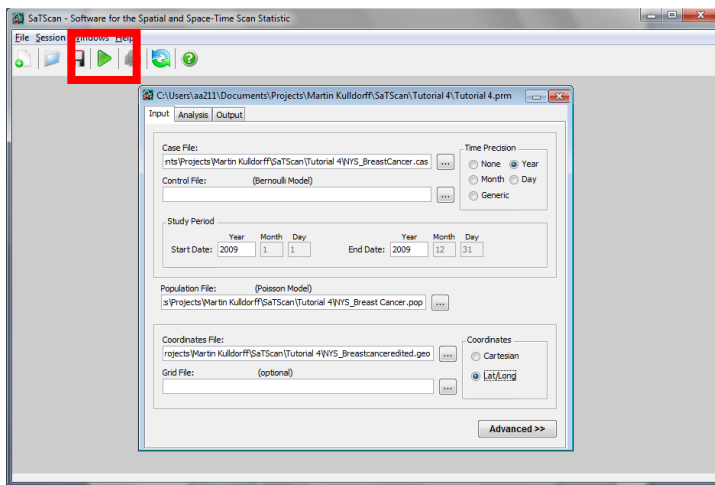 SaTScan - Software for the Spatial and Space-Time Scan Statistic
File Session Windows Help
C:\Users\aa211\Documents\Projects\Martin Kulldorff\SaTScan\Tutorial 4\Tutorial 4.prm
Input Analysis Output
Case File:
nts\Projects\Martin Kulldorff\SaTScan\Tutorial 4\NYS_BreastCancer.cas ...
Time Precision
None Year
Month Day
Generic
Control File: (Bernoulli Model)
...
Study Period
Year Month Day Year Month Day
Start Date: 2009 1 1 End Date: 2009 12 31
Population File: (Poisson Model)
:s\Projects\Martin Kulldorff\SaTScan\Tutorial 4\NYS_Breast Cancer.pop ...
Coordinates File:
rojects\Martin Kulldorff\SaTScan\Tutorial 4\NYS_Breastcanceredited.geo ...
Coordinates
Cartesian
Lat/Long
Grid File: (optional)
...
Advanced >>